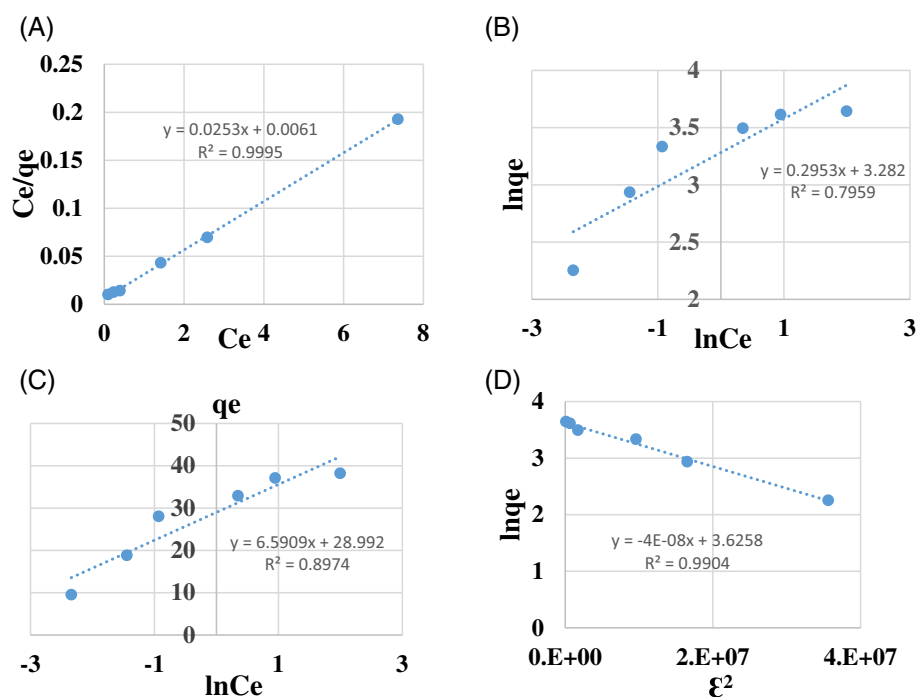 (A)
Ce/qe
0.25
0.2
0.15
0.1
0.05
0
y = 0.0253x + 0.0061
R² = 0.9995
0 2 4 6 8
Ce
(B)
lnqe
4
3.5
3
2.5
2
y = 0.2953x + 3.282
R² = 0.7959
-3 -1 1 3
lnCe
(C)
qe
50
40
30
20
10
0
y = 6.5909x + 28.992
R² = 0.8974
-3 -1 1 3
lnCe
(D)
lnqe
4
3
2
1
0
y = -4E-08x + 3.6258
R² = 0.9904
0.E+00 2.E+07 4.E+07
Ɛ²